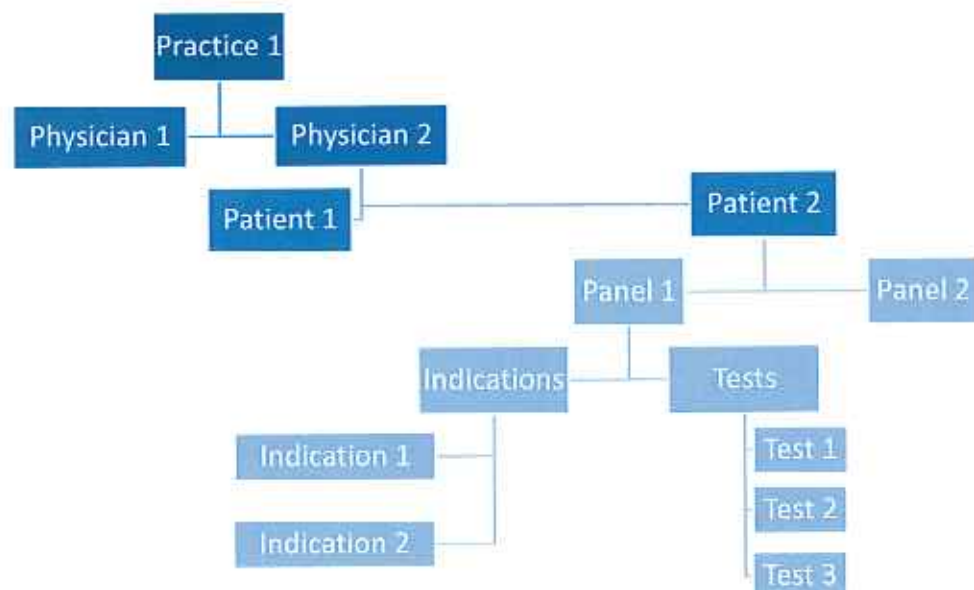 Practice 1
Physician 1
Physician 2
Patient 1
Patient 2
Panel 1
Panel 2
Indications
Tests
Indication 1
Test 1
Test 2
Indication 2
Test 3